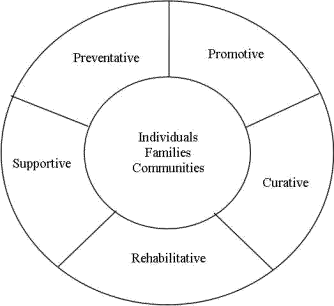 Preventative
Promotive
Individuals
Families
Communities
Supportive
Curative
Rehabilitative